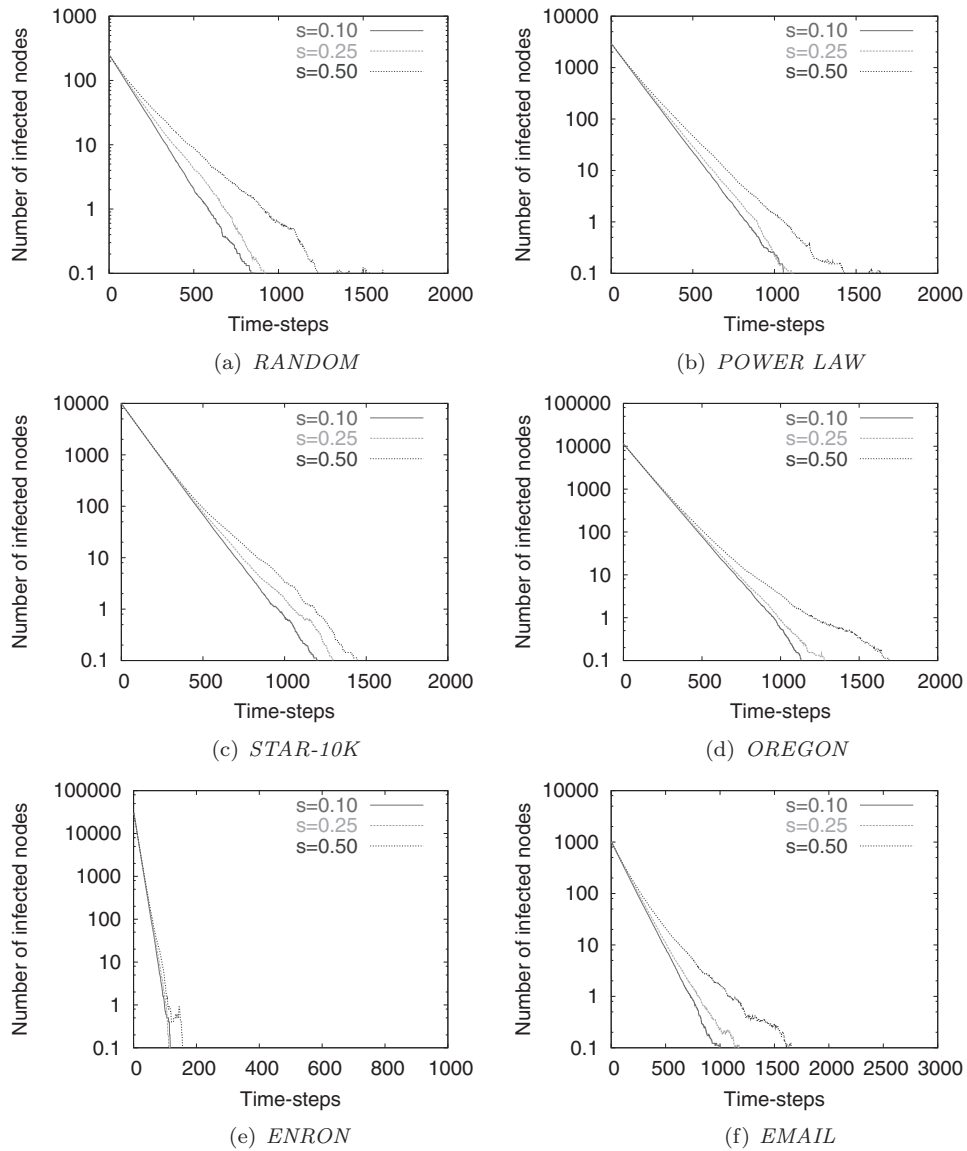 1000
100
10
1
0.1
Number of infected nodes
s=0.10
s=0.25
s=0.50
0 500 1000 1500 2000
Time-steps
(a) RANDOM
10000
1000
100
10
1
0.1
Number of infected nodes
s=0.10
s=0.25
s=0.50
0 500 1000 1500 2000
Time-steps
(b) POWER LAW
10000
1000
100
10
1
0.1
Number of infected nodes
s=0.10
s=0.25
s=0.50
0 500 1000 1500 2000
Time-steps
(c) STAR-10K
100000
10000
1000
100
10
1
0.1
Number of infected nodes
s=0.10
s=0.25
s=0.50
0 500 1000 1500 2000
Time-steps
(d) OREGON
100000
10000
1000
100
10
1
0.1
Number of infected nodes
s=0.10
s=0.25
s=0.50
0 200 400 600 800 1000
Time-steps
(e) ENRON
10000
1000
100
10
1
0.1
Number of infected nodes
s=0.10
s=0.25
s=0.50
0 500 1000 1500 2000 2500 3000
Time-steps
(f) EMAIL